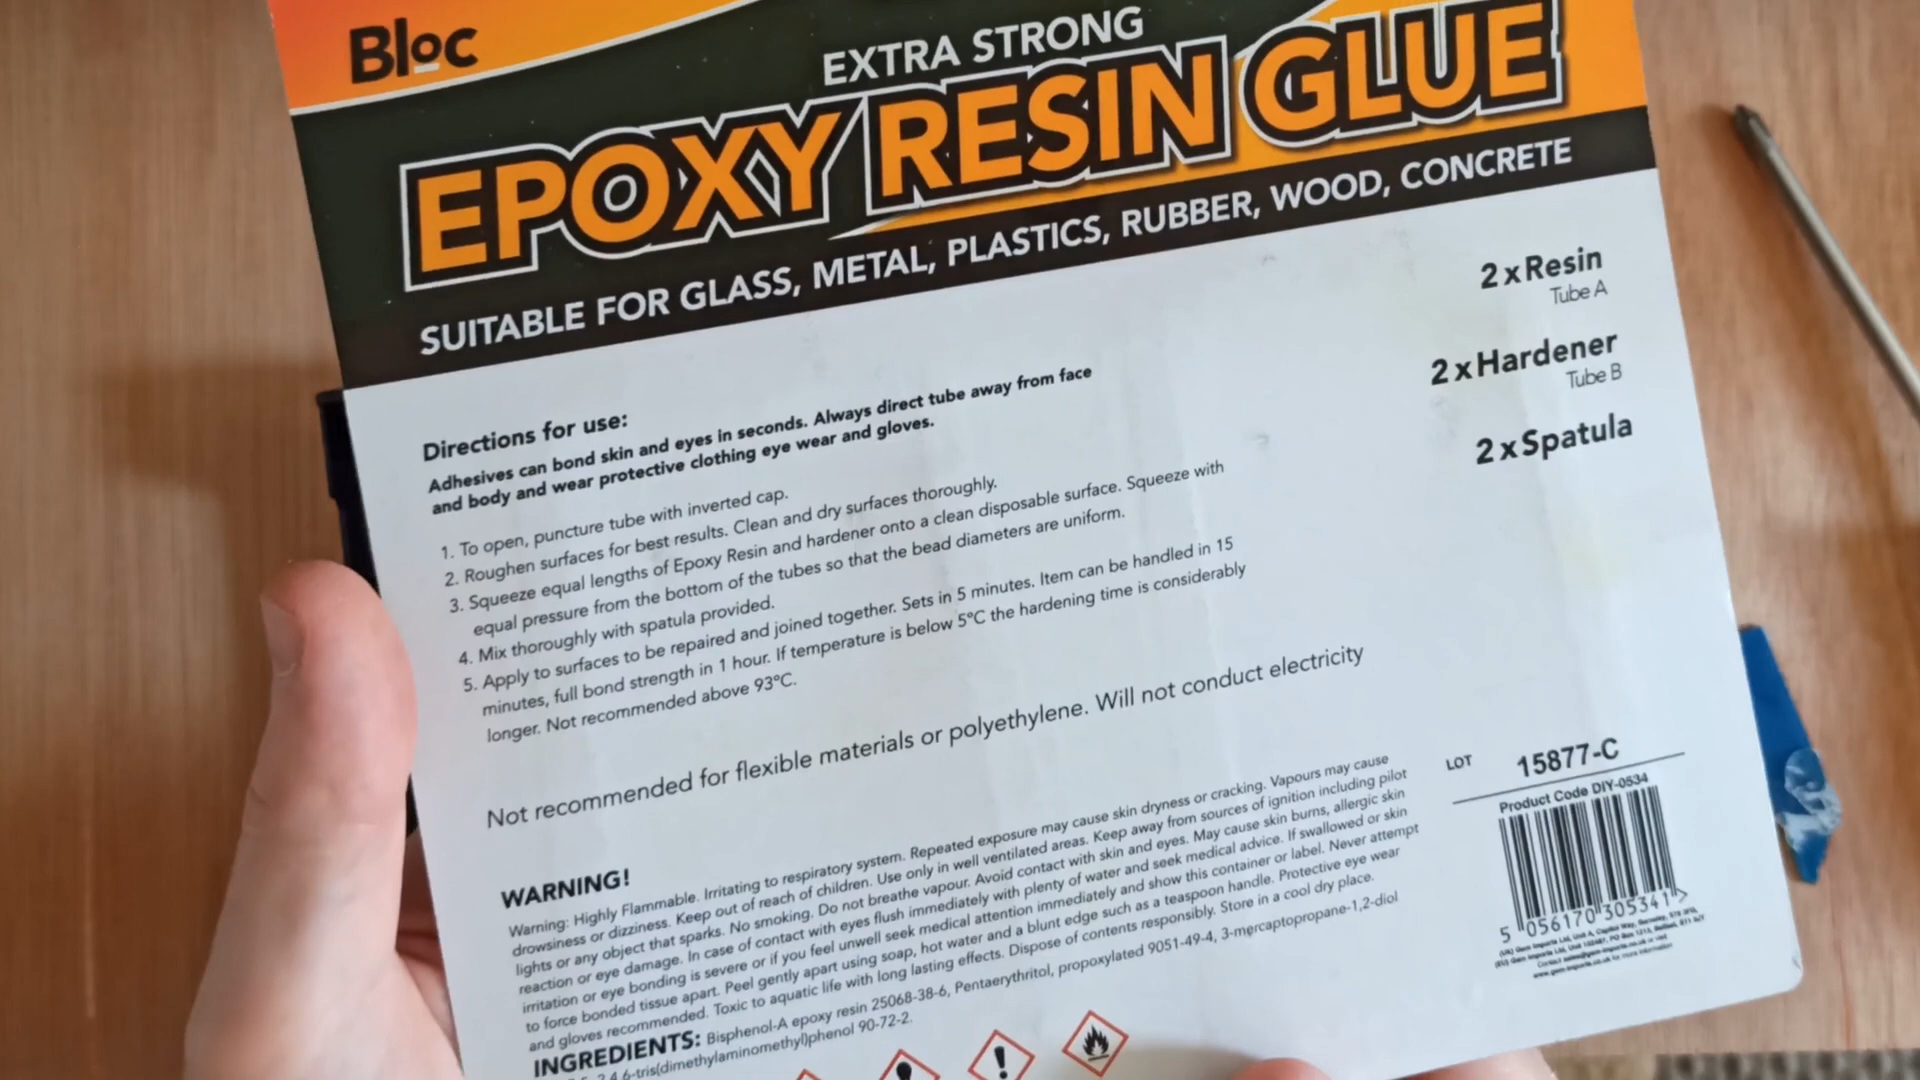 Bloc
EXTRA STRONG
EPOXY RESIN GLUE
SUITABLE FOR GLASS, METAL, PLASTICS, RUBBER, WOOD, CONCRETE
2 x Resin
Tube A
2 x Hardener
Tube B
2 x Spatula
Directions for use:
Adhesives can bond skin and eyes in seconds. Always direct tube away from face
and body and wear protective clothing eye wear and gloves.
1. To open, puncture tube with inverted cap.
2. Roughen surfaces for best results. Clean and dry surfaces thoroughly.
3. Squeeze equal lengths of Epoxy Resin and hardener onto a clean disposable surface. Squeeze with
equal pressure from the bottom of the tubes so that the bead diameters are uniform.
4. Mix thoroughly with spatula provided.
5. Apply to surfaces to be repaired and joined together. Sets in 5 minutes. Item can be handled in 15
minutes, full bond strength in 1 hour. If temperature is below 5°C the hardening time is considerably
longer. Not recommended above 93°C.
Not recommended for flexible materials or polyethylene. Will not conduct electricity
WARNING!
Warning: Highly Flammable. Irritating to respiratory system. Repeated exposure may cause skin dryness or cracking. Vapours may cause
drowsiness or dizziness. Keep out of reach of children. Use only in well ventilated areas. Keep away from sources of ignition including pilot
lights or any object that sparks. No smoking. Do not breathe vapour. Avoid contact with skin and eyes. May cause skin burns, allergic skin
reaction or eye damage. In case of contact with eyes flush immediately with plenty of water and seek medical advice. If swallowed or skin
irritation or eye bonding is severe or if you feel unwell seek medical attention immediately and show this container or label. Never attempt
to force bonded tissue apart. Peel gently apart using soap, hot water and a blunt edge such as a teaspoon handle. Protective eye wear
and gloves recommended. Toxic to aquatic life with long lasting effects. Dispose of contents responsibly. Store in a cool dry place.
INGREDIENTS: Bisphenol-A epoxy resin 25068-38-6, Pentaerythritol, propoxylated 9051-49-4, 3-mercaptopropane-1,2-diol
2,4,6-tris(dimethylaminomethyl)phenol 90-72-2.
LOT 15877-C
Product Code DIY-0534
5 056170 305341 >
www.gem-imports.co.uk for more information